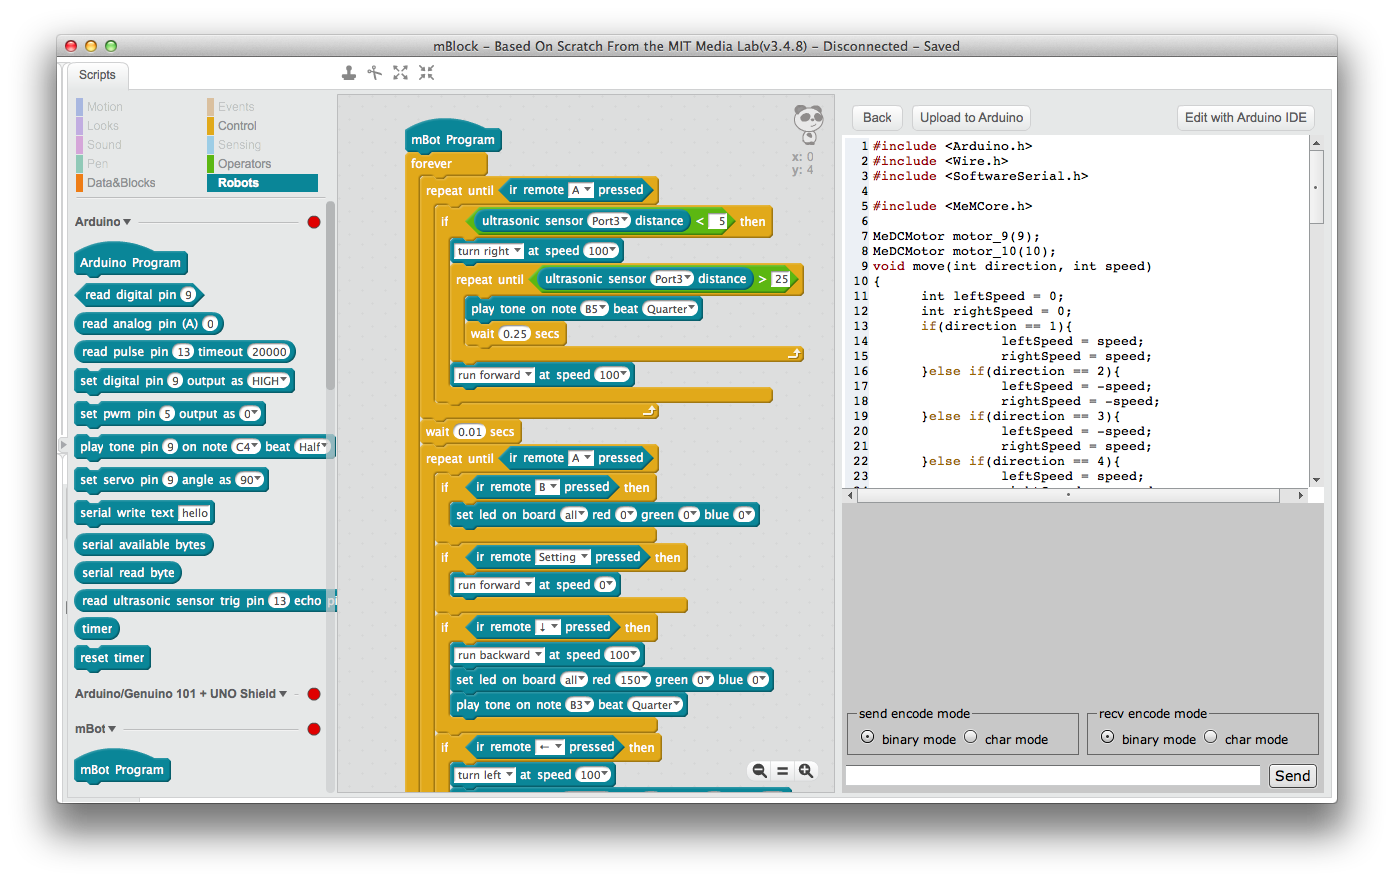 mBlock - Based On Scratch From the MIT Media Lab(v3.4.8) - Disconnected - Saved
Scripts
Motion
Events
Looks
Control
Sound
Sensing
Pen
Operators
Data&Blocks
Robots
Arduino
Arduino Program
read digital pin 9
read analog pin (A) 0
read pulse pin 13 timeout 20000
set digital pin 9 output as HIGH
set pwm pin 5 output as 0
play tone pin 9 on note C4 beat Half
set servo pin 9 angle as 90
serial write text hello
serial available bytes
serial read byte
read ultrasonic sensor trig pin 13 echo pi
timer
reset timer
Arduino/Genuino 101 + UNO Shield
mBot
mBot Program
x: 0
y: 4
mBot Program
forever
repeat until ir remote A pressed
if ultrasonic sensor Port3 distance < 5 then
turn right at speed 100
repeat until ultrasonic sensor Port3 distance > 25
play tone on note B5 beat Quarter
wait 0.25 secs
run forward at speed 100
wait 0.01 secs
repeat until ir remote A pressed
if ir remote B pressed then
set led on board all red 0 green 0 blue 0
if ir remote Setting pressed then
run forward at speed 0
if ir remote ↓ pressed then
run backward at speed 100
set led on board all red 150 green 0 blue 0
play tone on note B3 beat Quarter
if ir remote ← pressed then
turn left at speed 100
Back
Upload to Arduino
Edit with Arduino IDE
1 #include <Arduino.h>
2 #include <Wire.h>
3 #include <SoftwareSerial.h>
4
5 #include <MeMCore.h>
6
7 MeDCMotor motor_9(9);
8 MeDCMotor motor_10(10);
9 void move(int direction, int speed)
10 {
11 int leftSpeed = 0;
12 int rightSpeed = 0;
13 if(direction == 1){
14 leftSpeed = speed;
15 rightSpeed = speed;
16 }else if(direction == 2){
17 leftSpeed = -speed;
18 rightSpeed = -speed;
19 }else if(direction == 3){
20 leftSpeed = -speed;
21 rightSpeed = speed;
22 }else if(direction == 4){
23 leftSpeed = speed;
send encode mode
binary mode
char mode
recv encode mode
binary mode
char mode
Send